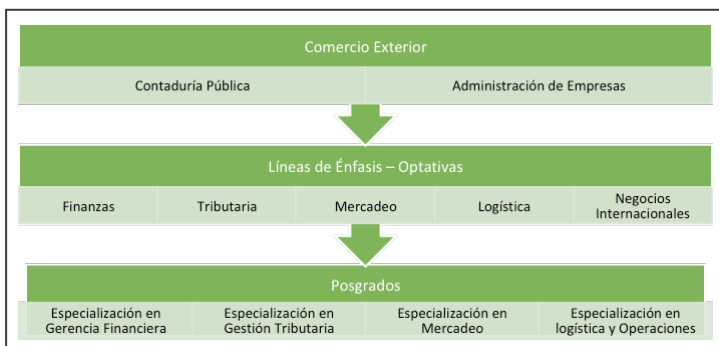 Comercio Exterior
Contaduría Pública
Administración de Empresas
Líneas de Énfasis – Optativas
Finanzas
Tributaria
Mercadeo
Logística
Negocios
Internacionales
Posgrados
Especialización en
Gerencia Financiera
Especialización en
Gestión Tributaria
Especialización en
Mercadeo
Especialización en
logística y Operaciones